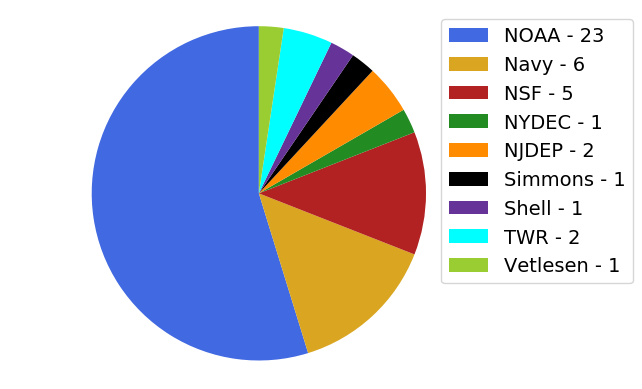 NOAA - 23
Navy - 6
NSF - 5
NYDEC - 1
NJDEP - 2
Simmons - 1
Shell - 1
TWR - 2
Vetlesen - 1